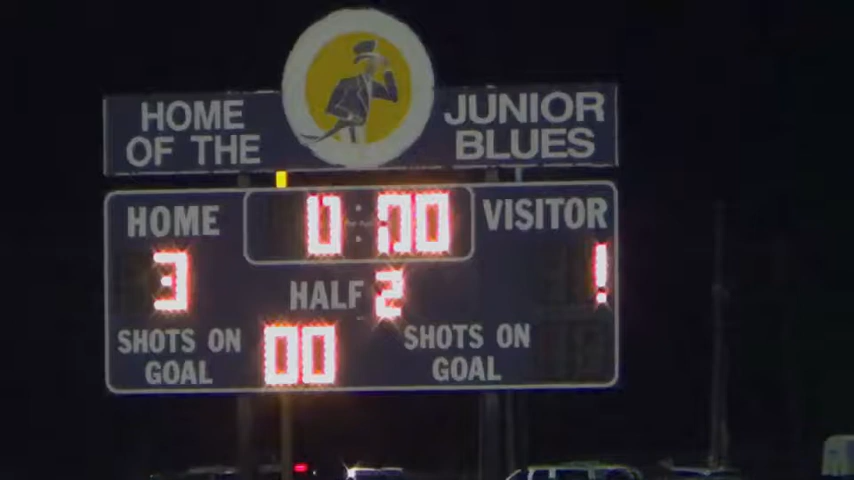 HOME OF THE
JUNIOR BLUES
HOME
0:00
VISITOR
3
HALF 2
1
SHOTS ON GOAL
00
SHOTS ON GOAL